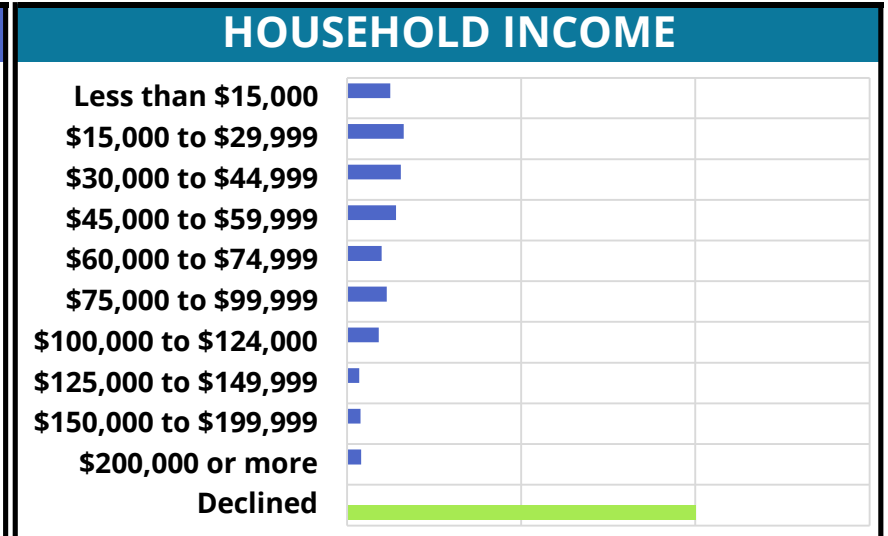 HOUSEHOLD INCOME
Less than $15,000
$15,000 to $29,999
$30,000 to $44,999
$45,000 to $59,999
$60,000 to $74,999
$75,000 to $99,999
$100,000 to $124,000
$125,000 to $149,999
$150,000 to $199,999
$200,000 or more
Declined